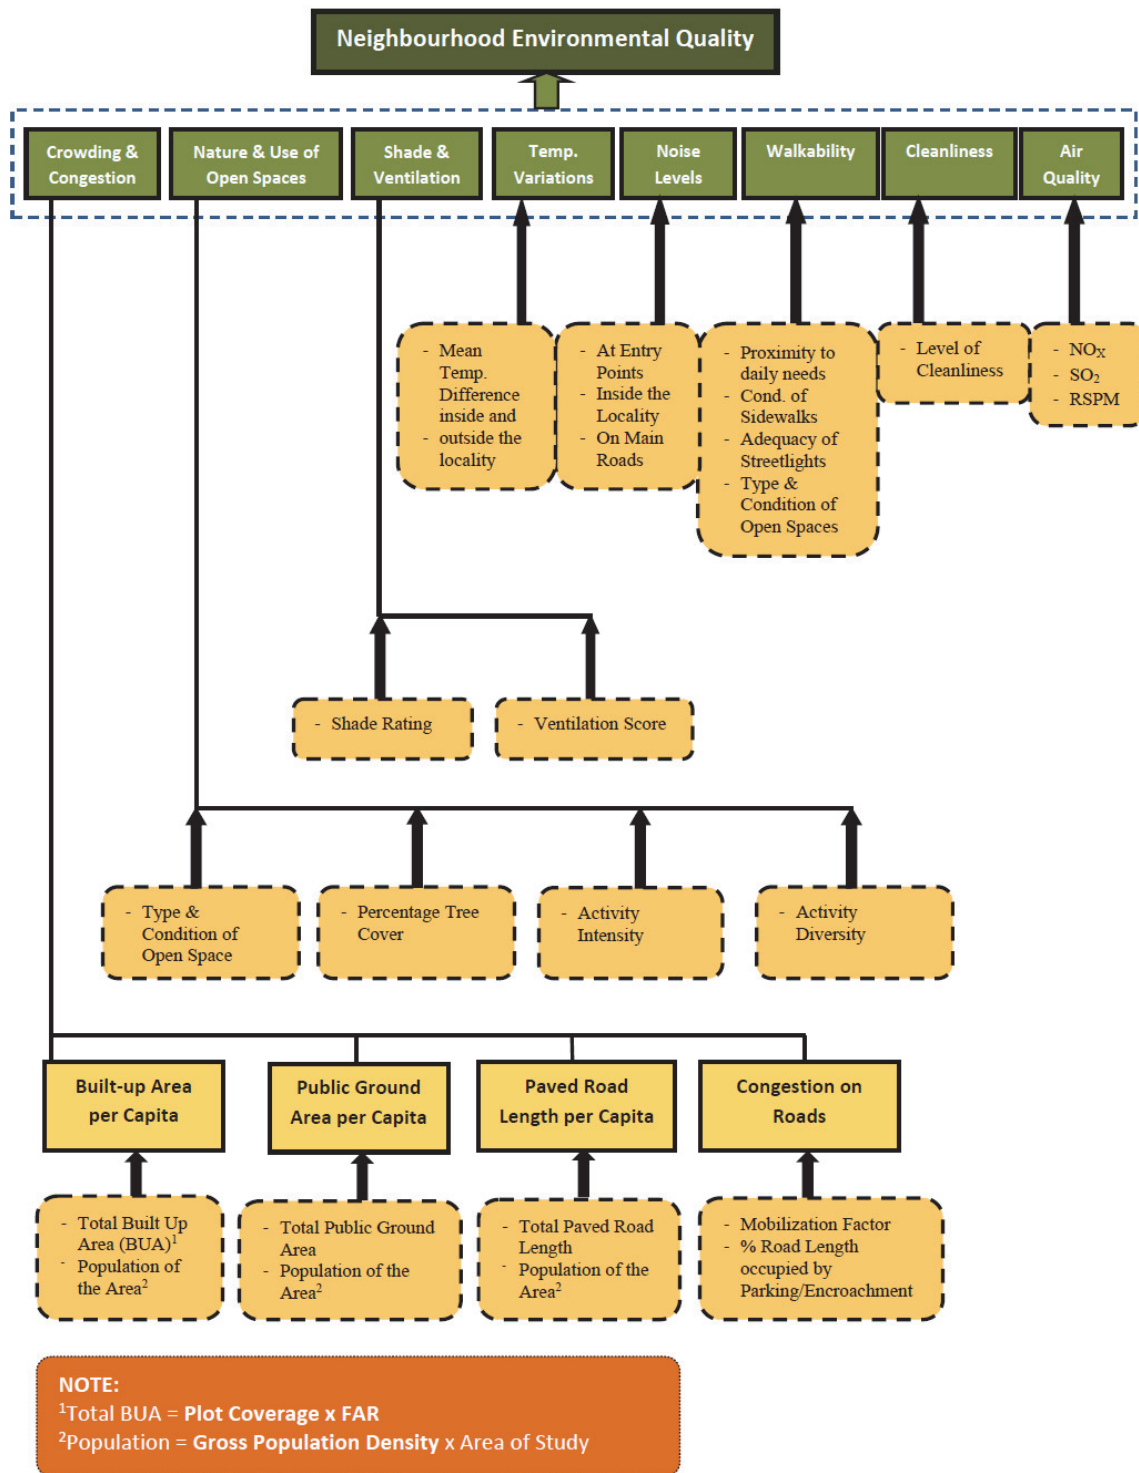 Neighbourhood Environmental Quality
Crowding &
Congestion
Nature & Use of
Open Spaces
Shade &
Ventilation
Temp.
Variations
Noise
Levels
Walkability
Cleanliness
Air
Quality
- Mean
Temp.
Difference
inside and
- outside the
locality
- At Entry
Points
- Inside the
Locality
- On Main
Roads
- Proximity to
daily needs
- Cond. of
Sidewalks
- Adequacy of
Streetlights
- Type &
Condition of
Open Spaces
- Level of
Cleanliness
- NOX
- SO2
- RSPM
- Shade Rating
- Ventilation Score
- Type &
Condition of
Open Space
- Percentage Tree
Cover
- Activity
Intensity
- Activity
Diversity
Built-up Area
per Capita
Public Ground
Area per Capita
Paved Road
Length per Capita
Congestion on
Roads
- Total Built Up
Area (BUA)1
- Population of
the Area2
- Total Public Ground
Area
- Population of the
Area2
- Total Paved Road
Length
- Population of the
Area2
- Mobilization Factor
- % Road Length
occupied by
Parking/Encroachment
NOTE:
1Total BUA = Plot Coverage x FAR
2Population = Gross Population Density x Area of Study